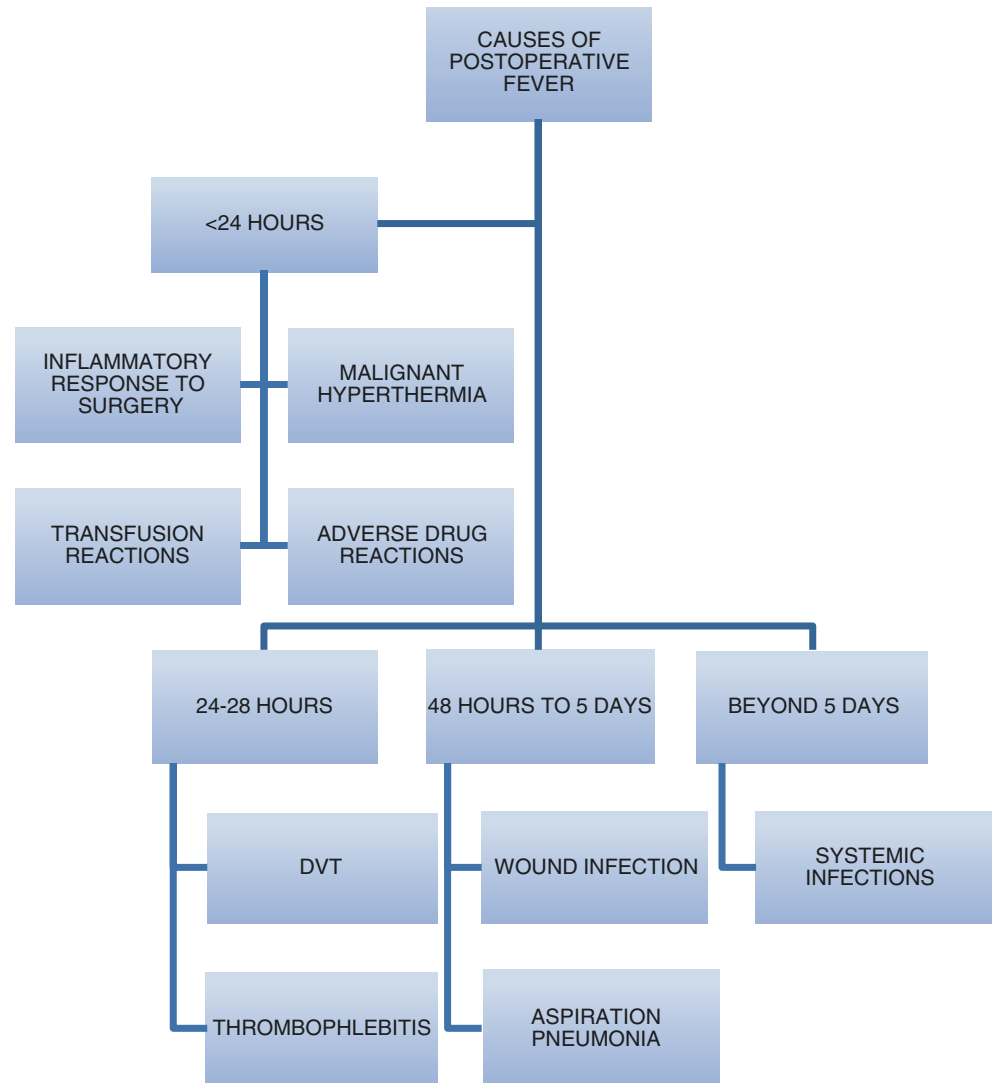 CAUSES OF
POSTOPERATIVE
FEVER
<24 HOURS
INFLAMMATORY
RESPONSE TO
SURGERY
MALIGNANT
HYPERTHERMIA
TRANSFUSION
REACTIONS
ADVERSE DRUG
REACTIONS
24-28 HOURS
48 HOURS TO 5 DAYS
BEYOND 5 DAYS
DVT
WOUND INFECTION
SYSTEMIC
INFECTIONS
THROMBOPHLEBITIS
ASPIRATION
PNEUMONIA